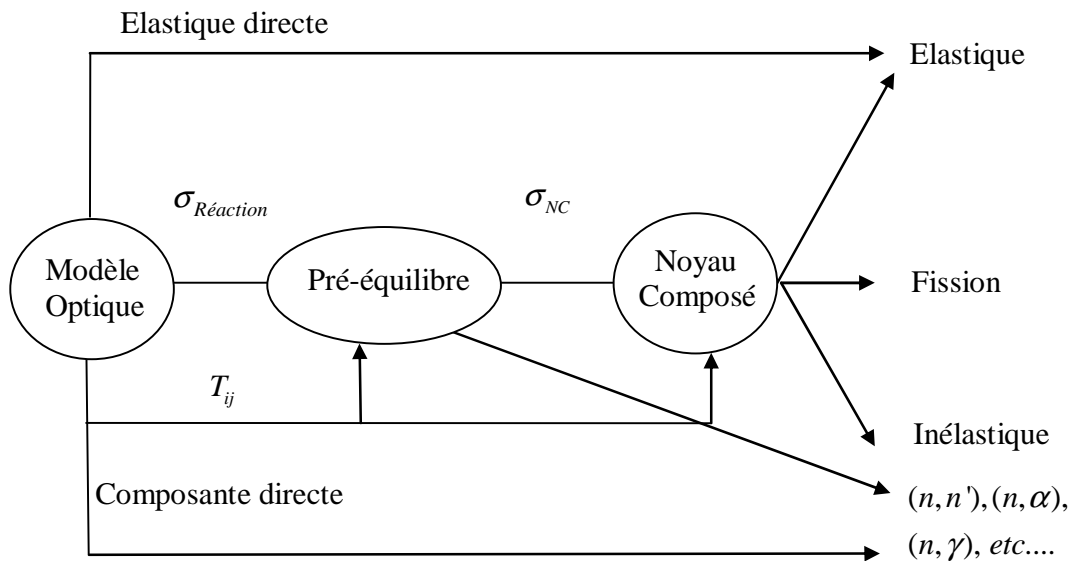 Elastique directe
Elastique
σ_Réaction
σ_NC
Modèle
Optique
Pré-équilibre
Noyau
Composé
Fission
T_ij
Inélastique
Composante directe
(n, n'), (n, α),
(n, γ), etc....